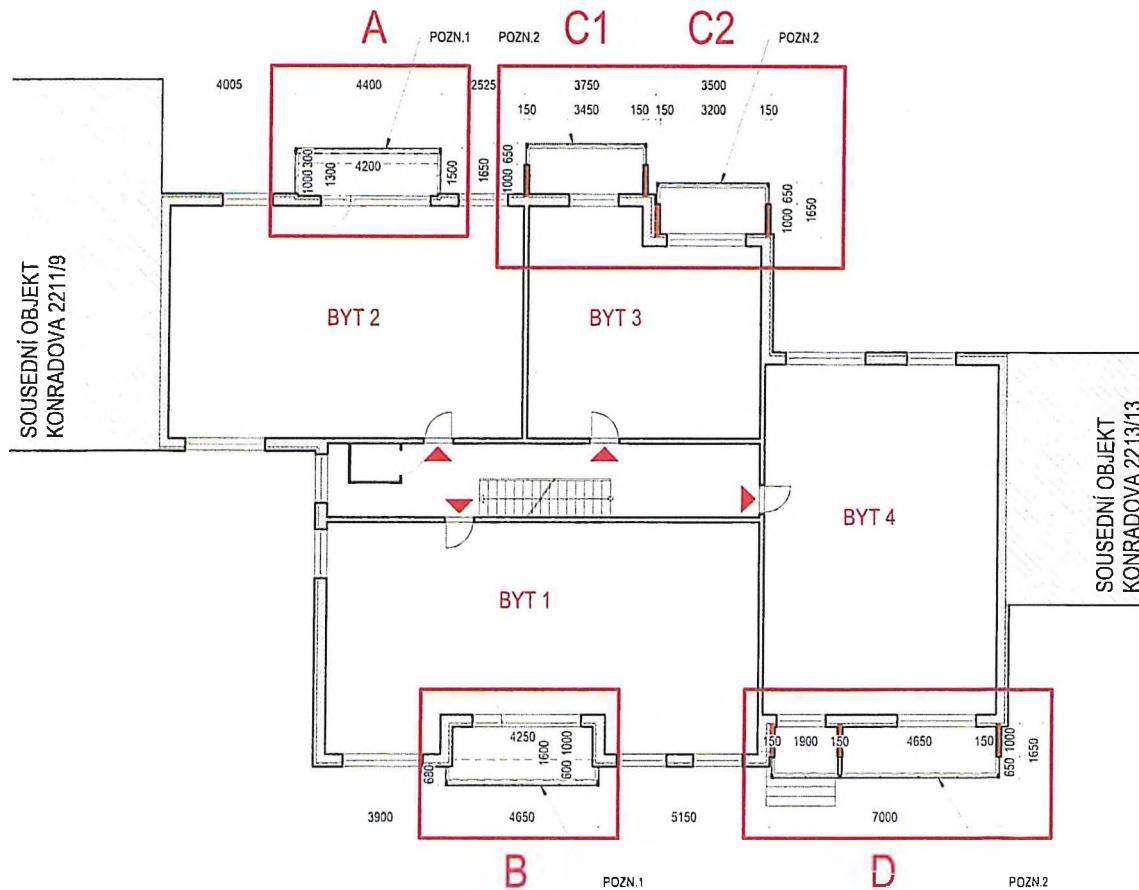 A
POZN.1
POZN.2
C1
C2
POZN.2
4005
4400
2525
3750
3500
150
3450
150
150
3200
150
1000
300
1300
4200
1500
1650
1000
650
1000
650
1650
SOUSEDNÍ OBJEKT
KONRADOVA 2211/9
BYT 2
BYT 3
BYT 4
BYT 1
SOUSEDNÍ OBJEKT
KONRADOVA 2213/13
680
4250
1600
1000
600
150
1900
150
4650
150
1000
650
1650
3900
4650
5150
7000
B
POZN.1
D
POZN.2